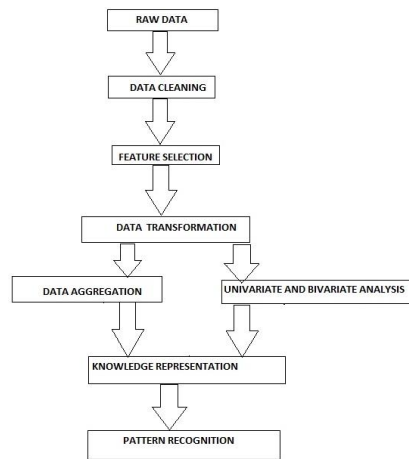 RAW DATA
DATA CLEANING
FEATURE SELECTION
DATA TRANSFORMATION
DATA AGGREGATION
UNIVARIATE AND BIVARIATE ANALYSIS
KNOWLEDGE REPRESENTATION
PATTERN RECOGNITION